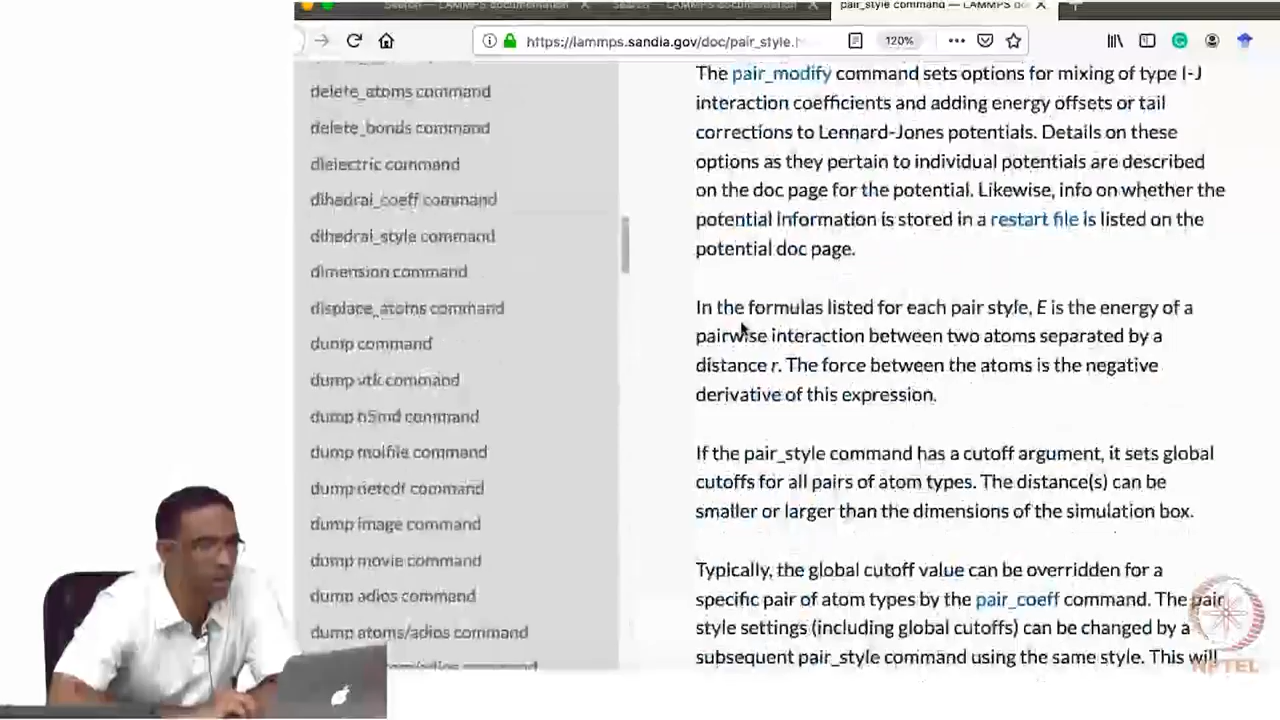 Search — LAMMPS documentation
Search — LAMMPS documentation
pair_style command — LAMMPS do
https://lammps.sandia.gov/doc/pair_style.h
120%
delete_atoms command
delete_bonds command
dielectric command
dihedral_coeff command
dihedral_style command
dimension command
displace_atoms command
dump command
dump vtk command
dump h5md command
dump molfile command
dump netcdf command
dump image command
dump movie command
dump adios command
dump atoms/adios command
The pair_modify command sets options for mixing of type I-J
interaction coefficients and adding energy offsets or tail
corrections to Lennard-Jones potentials. Details on these
options as they pertain to individual potentials are described
on the doc page for the potential. Likewise, info on whether the
potential information is stored in a restart file is listed on the
potential doc page.
In the formulas listed for each pair style, E is the energy of a
pairwise interaction between two atoms separated by a
distance r. The force between the atoms is the negative
derivative of this expression.
If the pair_style command has a cutoff argument, it sets global
cutoffs for all pairs of atom types. The distance(s) can be
smaller or larger than the dimensions of the simulation box.
Typically, the global cutoff value can be overridden for a
specific pair of atom types by the pair_coeff command. The pair
style settings (including global cutoffs) can be changed by a
subsequent pair_style command using the same style. This will
NPTEL